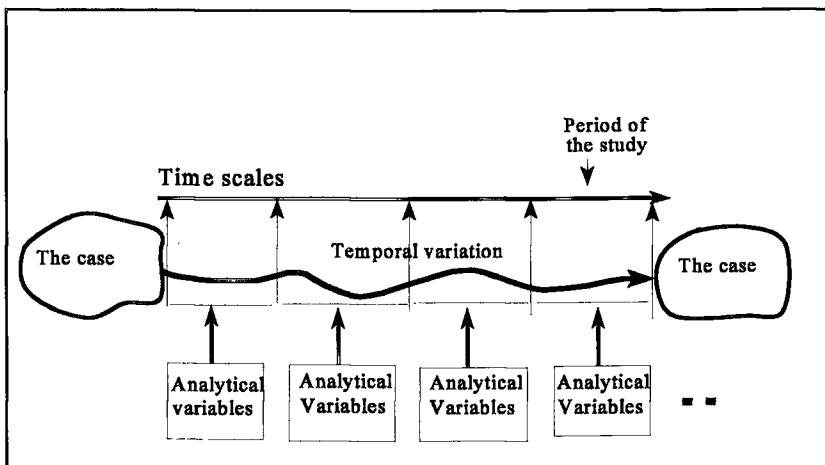 Period of
the study
Time scales
The case
Temporal variation
The case
Analytical
variables
Analytical
Variables
Analytical
Variables
Analytical
Variables